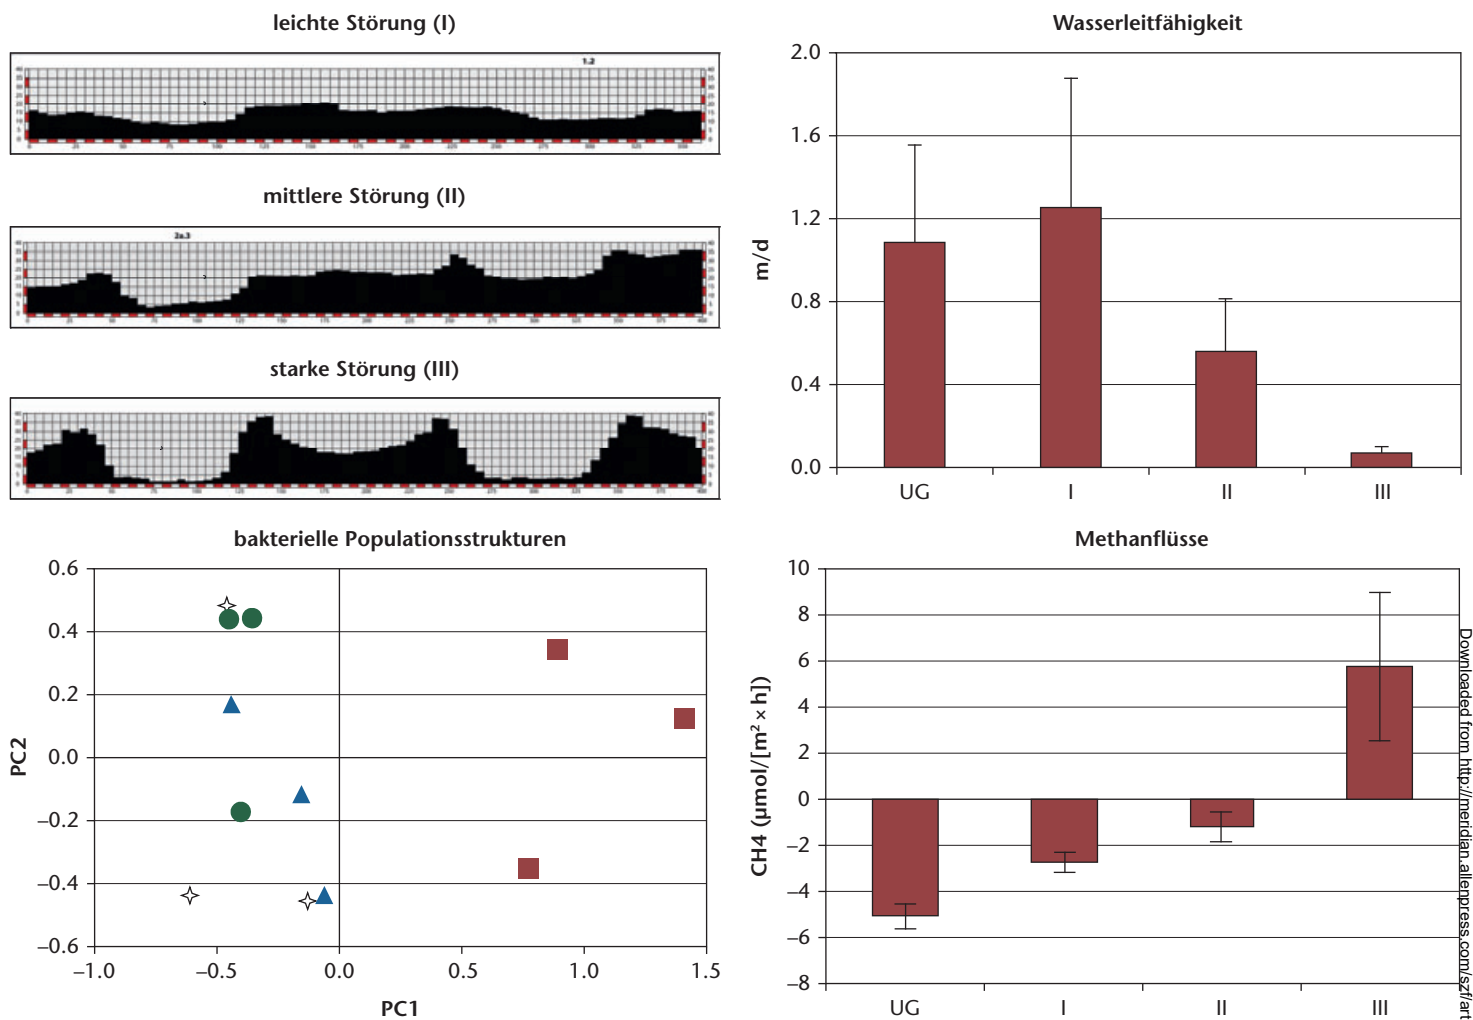 leichte Störung (I)
1.2
mittlere Störung (II)
2a.3
starke Störung (III)
Wasserleitfähigkeit
2.0
1.6
1.2
0.8
0.4
0.0
m/d
UG I II III
bakterielle Populationsstrukturen
0.6
0.4
0.2
0.0
–0.2
–0.4
–0.6
PC2
–1.0 –0.5 0.0 0.5 1.0 1.5
PC1
Methanflüsse
10
8
6
4
2
0
–2
–4
–6
–8
CH4 (µmol/[m² × h])
UG I II III
Downloaded from http://meridian.allenpress.com/szf/art